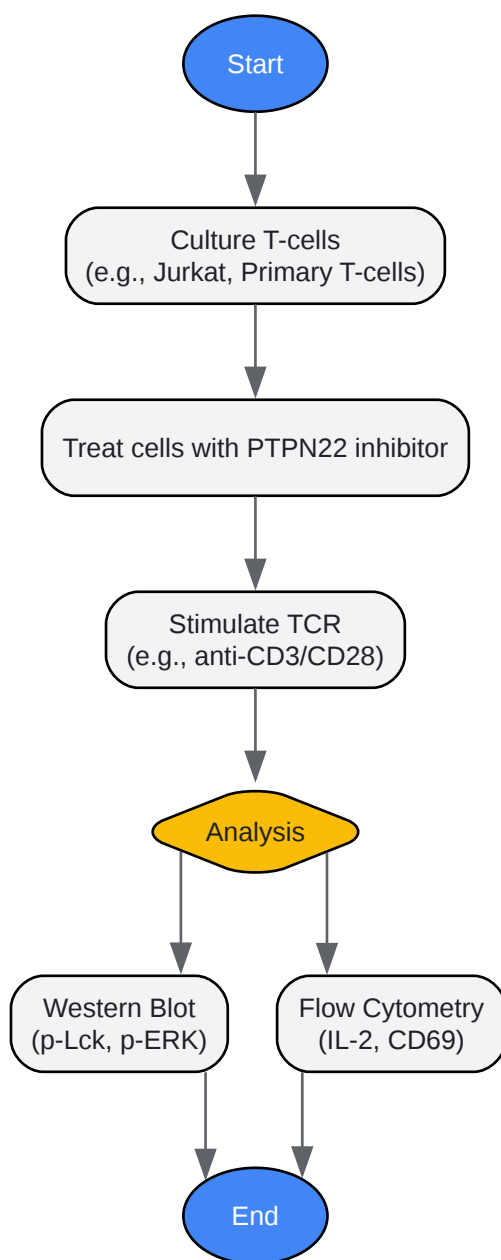 Start
Culture T-cells
(e.g., Jurkat, Primary T-cells)
Treat cells with PTPN22 inhibitor
Stimulate TCR
(e.g., anti-CD3/CD28)
Analysis
Western Blot
(p-Lck, p-ERK)
Flow Cytometry
(IL-2, CD69)
End